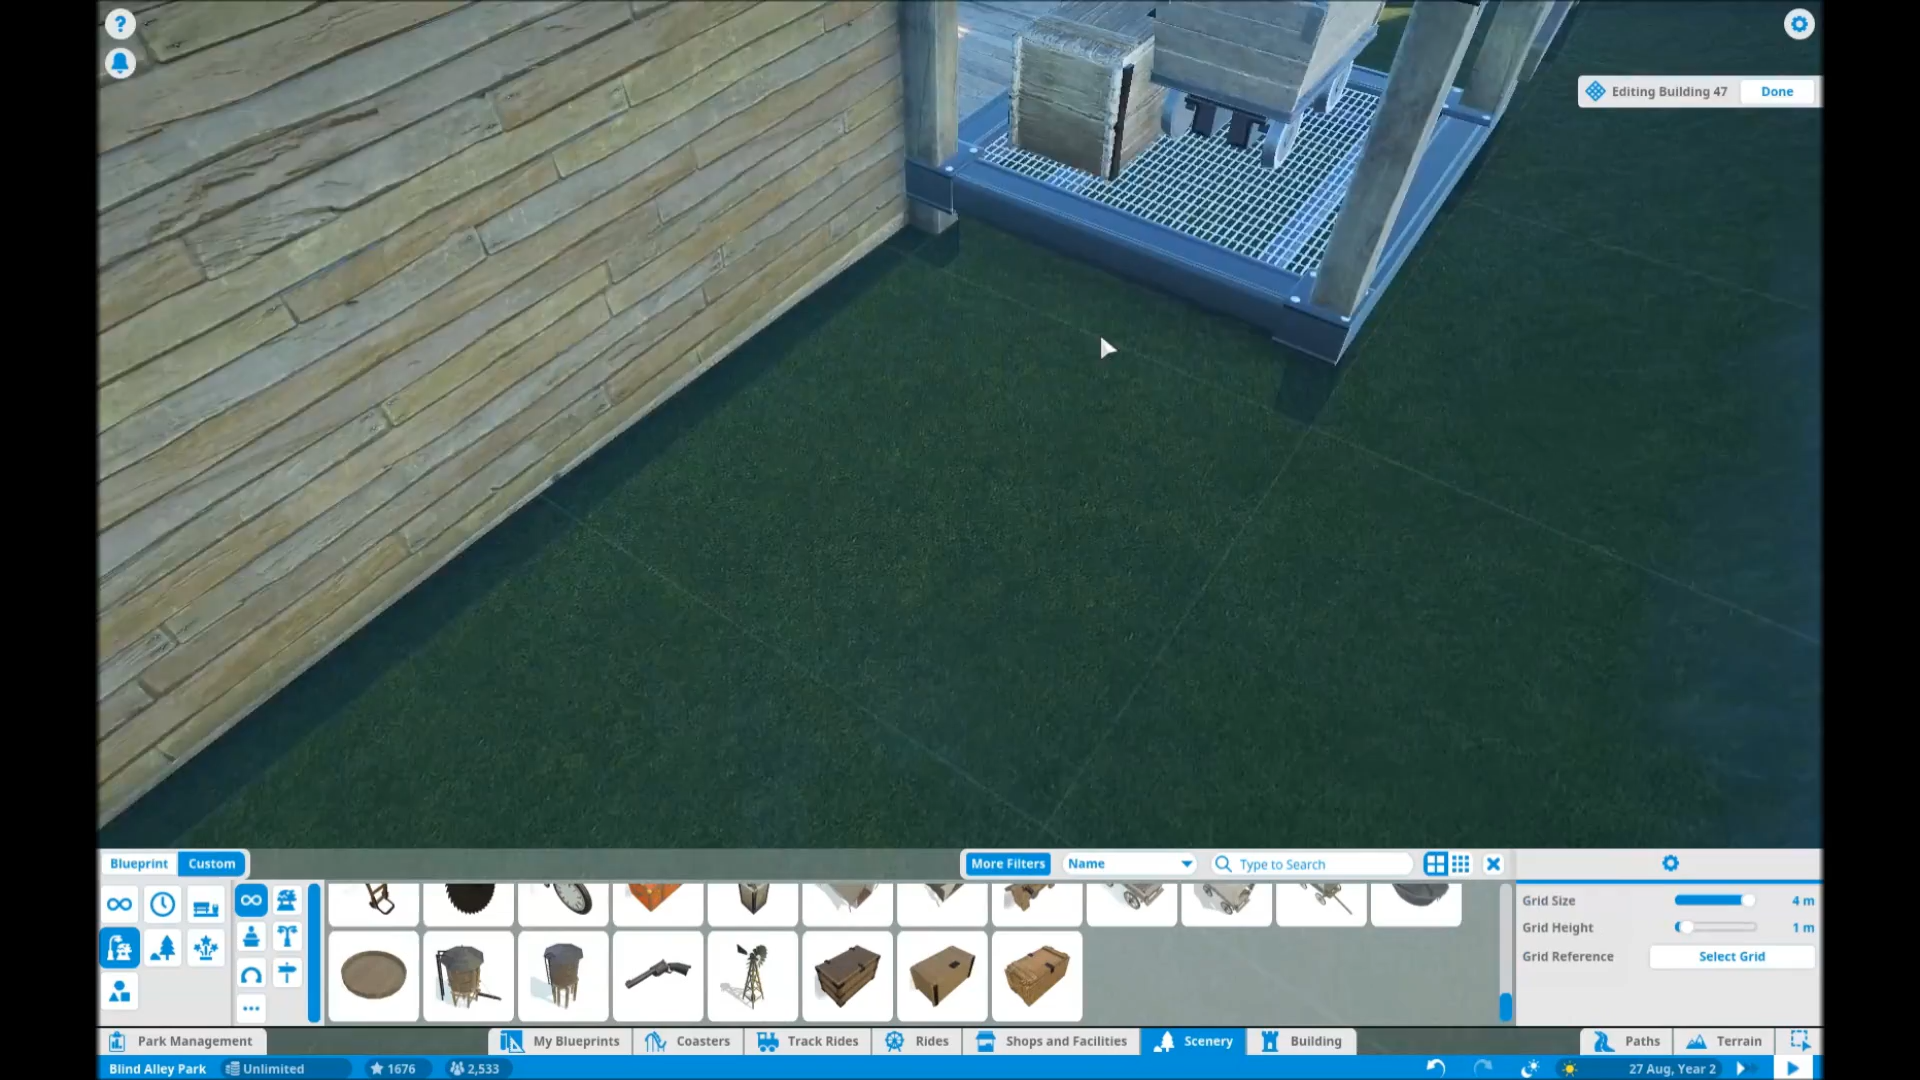 ?
Editing Building 47
Done
Blueprint
Custom
More Filters
Name
Type to Search
Grid Size
4 m
Grid Height
1 m
Grid Reference
Select Grid
Park Management
My Blueprints
Coasters
Track Rides
Rides
Shops and Facilities
Scenery
Building
Paths
Terrain
Blind Alley Park
Unlimited
1676
2,533
27 Aug, Year 2